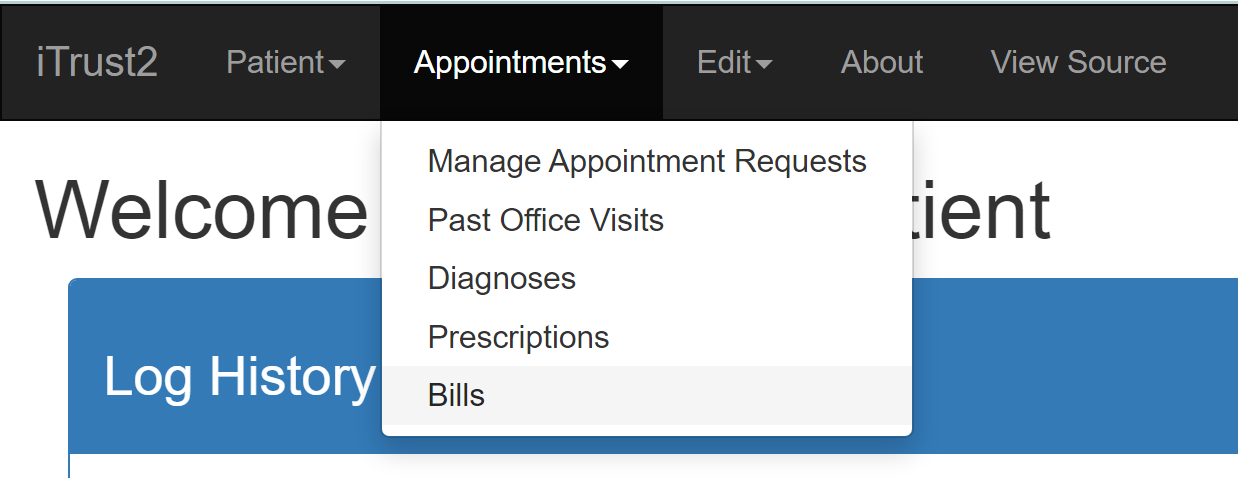 iTrust2 Patient Appointments Edit About View Source
Manage Appointment Requests
Welcome
Past Office Visits
Diagnoses
Prescriptions
Log History
Bills